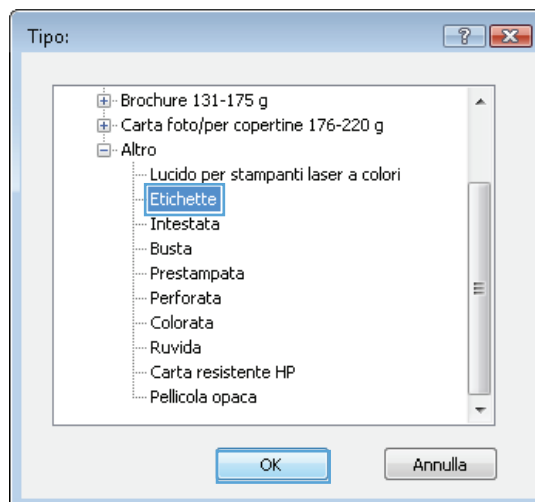 Tipo:
Brochure 131-175 g
Carta foto/per copertine 176-220 g
Altro
Lucido per stampanti laser a colori
Etichette
Intestata
Busta
Prestampata
Perforata
Colorata
Ruvida
Carta resistente HP
Pellicola opaca
OK Annulla